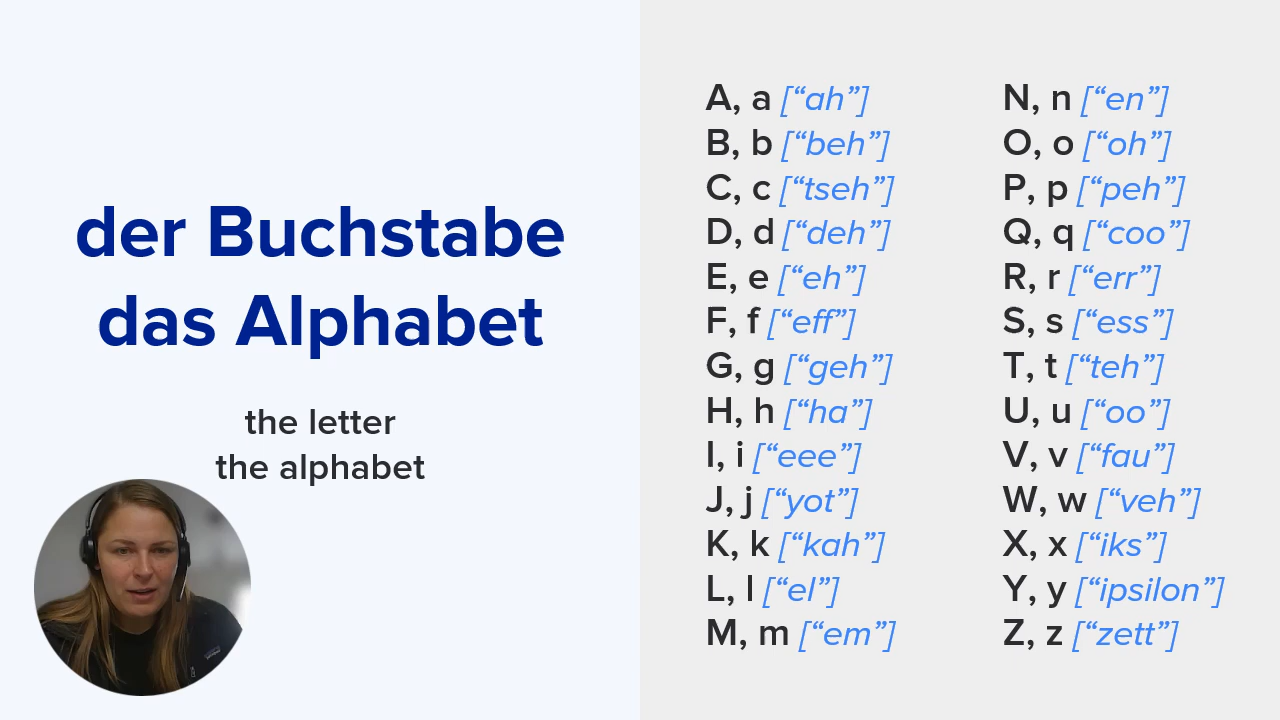 der Buchstabe
das Alphabet
the letter
the alphabet
A, a [“ah”]
B, b [“beh”]
C, c [“tseh”]
D, d [“deh”]
E, e [“eh”]
F, f [“eff”]
G, g [“geh”]
H, h [“ha”]
I, i [“eee”]
J, j [“yot”]
K, k [“kah”]
L, l [“el”]
M, m [“em”]
N, n [“en”]
O, o [“oh”]
P, p [“peh”]
Q, q [“coo”]
R, r [“err”]
S, s [“ess”]
T, t [“teh”]
U, u [“oo”]
V, v [“fau”]
W, w [“veh”]
X, x [“iks”]
Y, y [“ipsilon”]
Z, z [“zett”]